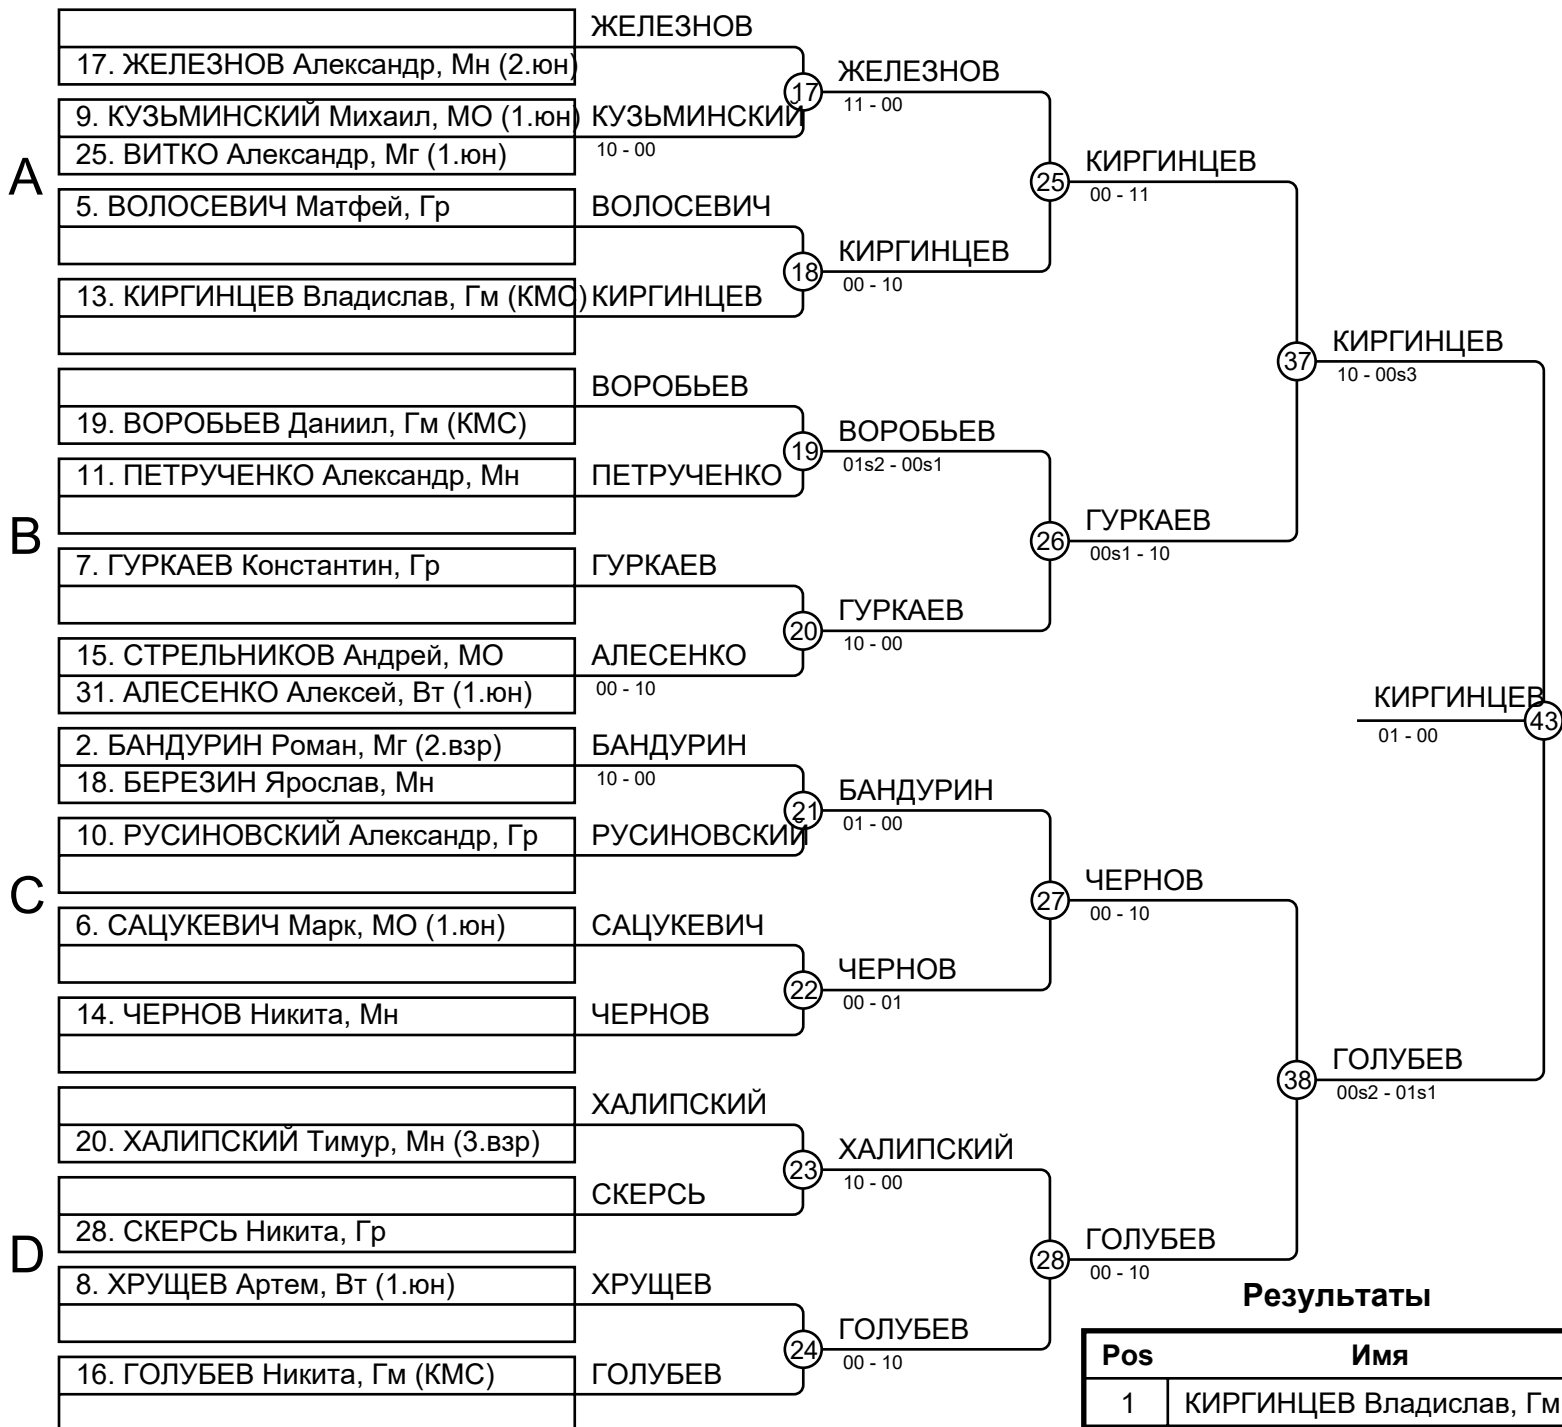 ЖЕЛЕЗНОВ
17. ЖЕЛЕЗНОВ Александр, Мн (2.юн)
17
ЖЕЛЕЗНОВ
11 - 00
9. КУЗЬМИНСКИЙ Михаил, МО (1.юн)
КУЗЬМИНСКИЙ
10 - 00
25. ВИТКО Александр, Мг (1.юн)
A
25
КИРГИНЦЕВ
00 - 11
5. ВОЛОСЕВИЧ Матфей, Гр
ВОЛОСЕВИЧ
18
КИРГИНЦЕВ
00 - 10
13. КИРГИНЦЕВ Владислав, Гм (КМС)
КИРГИНЦЕВ
37
КИРГИНЦЕВ
10 - 00s3
ВОРОБЬЕВ
19. ВОРОБЬЕВ Даниил, Гм (КМС)
19
ВОРОБЬЕВ
01s2 - 00s1
11. ПЕТРУЧЕНКО Александр, Мн
ПЕТРУЧЕНКО
B
26
ГУРКАЕВ
00s1 - 10
7. ГУРКАЕВ Константин, Гр
ГУРКАЕВ
20
ГУРКАЕВ
10 - 00
15. СТРЕЛЬНИКОВ Андрей, МО
АЛЕСЕНКО
00 - 10
31. АЛЕСЕНКО Алексей, Вт (1.юн)
КИРГИНЦЕВ
43
01 - 00
2. БАНДУРИН Роман, Мг (2.взр)
БАНДУРИН
10 - 00
18. БЕРЕЗИН Ярослав, Мн
21
БАНДУРИН
01 - 00
10. РУСИНОВСКИЙ Александр, Гр
РУСИНОВСКИЙ
C
27
ЧЕРНОВ
00 - 10
6. САЦУКЕВИЧ Марк, МО (1.юн)
САЦУКЕВИЧ
22
ЧЕРНОВ
00 - 01
14. ЧЕРНОВ Никита, Мн
ЧЕРНОВ
38
ГОЛУБЕВ
00s2 - 01s1
ХАЛИПСКИЙ
20. ХАЛИПСКИЙ Тимур, Мн (3.взр)
23
ХАЛИПСКИЙ
10 - 00
СКЕРСЬ
28. СКЕРСЬ Никита, Гр
D
28
ГОЛУБЕВ
00 - 10
8. ХРУЩЕВ Артем, Вт (1.юн)
ХРУЩЕВ
24
ГОЛУБЕВ
00 - 10
16. ГОЛУБЕВ Никита, Гм (КМС)
ГОЛУБЕВ
Результаты
Pos Имя
1 КИРГИНЦЕВ Владислав, Гм